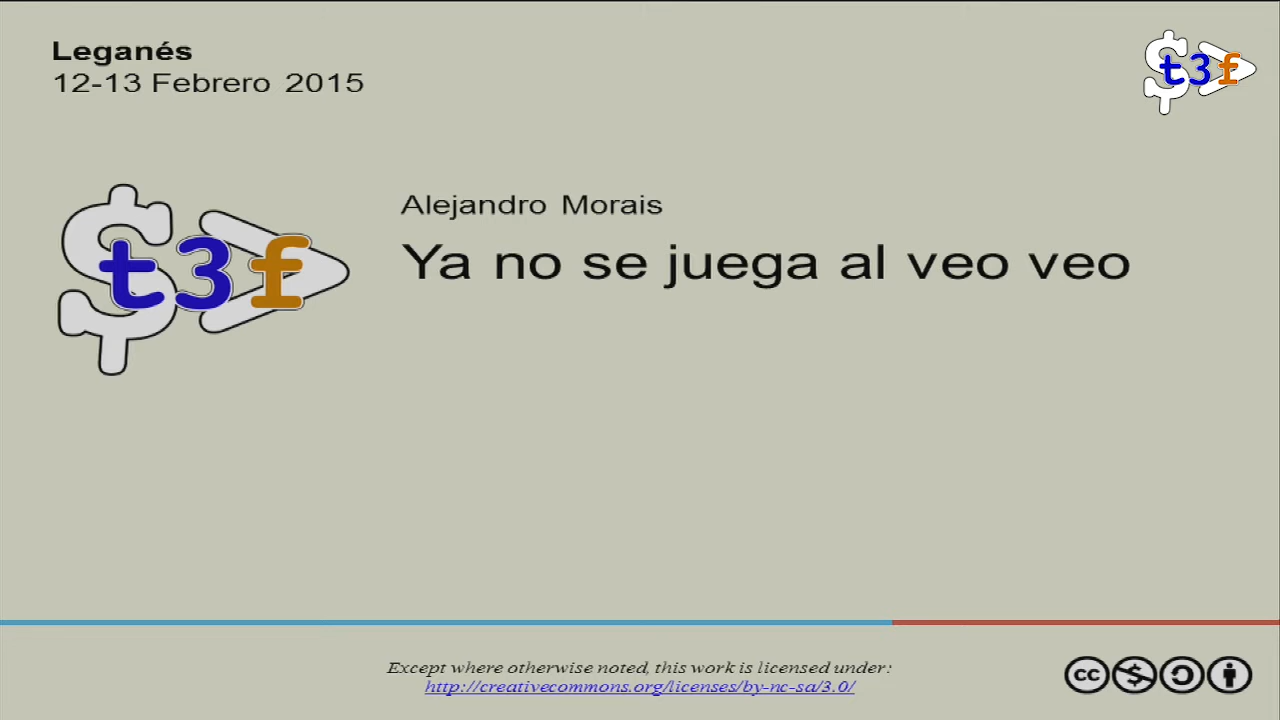 Leganés
12-13 Febrero 2015
$t3f
$t3f
Alejandro Morais
Ya no se juega al veo veo
Except where otherwise noted, this work is licensed under:
http://creativecommons.org/licenses/by-nc-sa/3.0/
cc